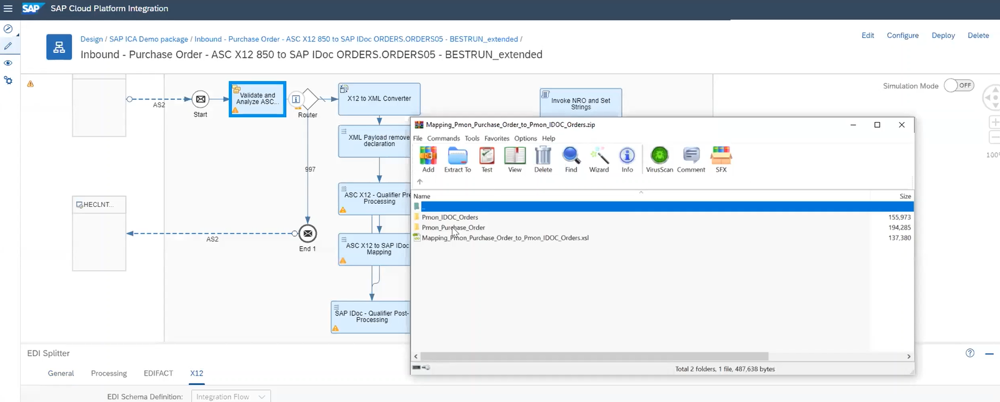 SAP SAP Cloud Platform Integration
Design / SAP ICA Demo package / Inbound - Purchase Order - ASC X12 850 to SAP IDoc ORDERS.ORDERS05 - BESTRUN_extended /
Edit Configure Deploy Delete
Inbound - Purchase Order - ASC X12 850 to SAP IDoc ORDERS.ORDERS05 - BESTRUN_extended
Simulation Mode OFF
AS2
Start
Validate and
Analyze ASC...
Router
X12 to XML Converter
Invoke NRO and Set
Strings
XML Payload remove
declaration
997
ASC X12 - Qualifier Pre
Processing
HECLNT...
AS2
End 1
ASC X12 to SAP IDoc
Mapping
SAP IDoc - Qualifier Post-
Processing
100%
Mapping_Pmon_Purchase_Order_to_Pmon_IDOC_Orders.zip
File Commands Tools Favorites Options Help
Add Extract To Test View Delete Find Wizard Info VirusScan Comment SFX
Name Size
..
Pmon_IDOC_Orders 155,973
Pmon_Purchase_Order 194,285
Mapping_Pmon_Purchase_Order_to_Pmon_IDOC_Orders.xsl 137,380
Total 2 folders, 1 file, 487,638 bytes
EDI Splitter
General Processing EDIFACT X12
EDI Schema Definition: Integration Flow